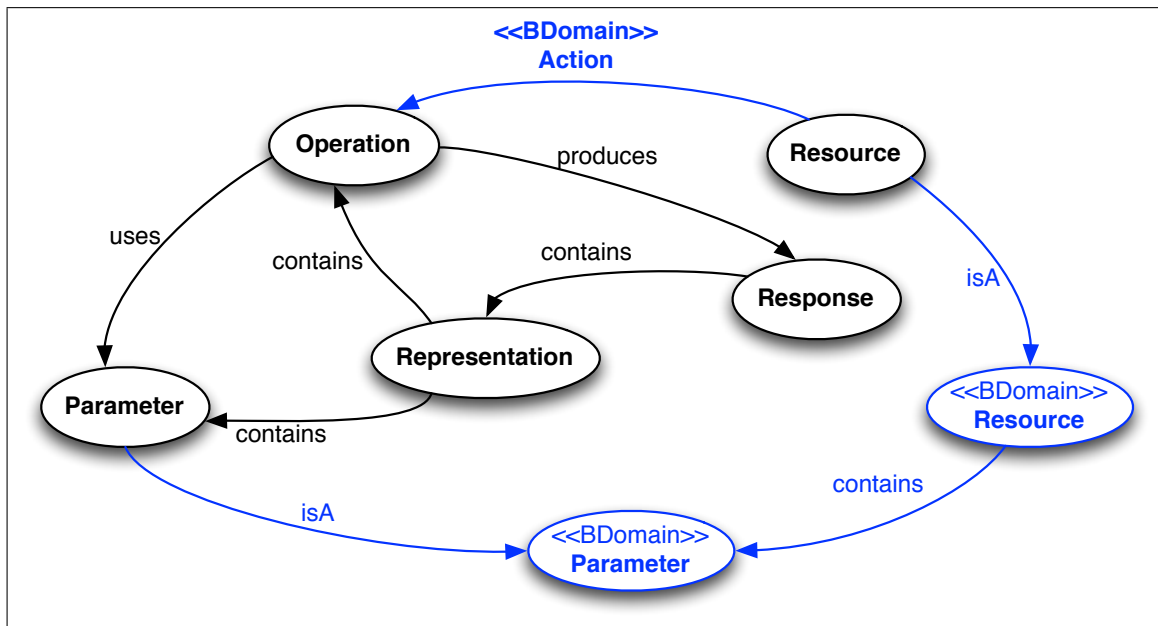 <<BDomain>>
Action
Operation
Resource
produces
uses
contains
contains
isA
Response
Representation
Parameter
<<BDomain>>
Resource
contains
contains
isA
<<BDomain>>
Parameter